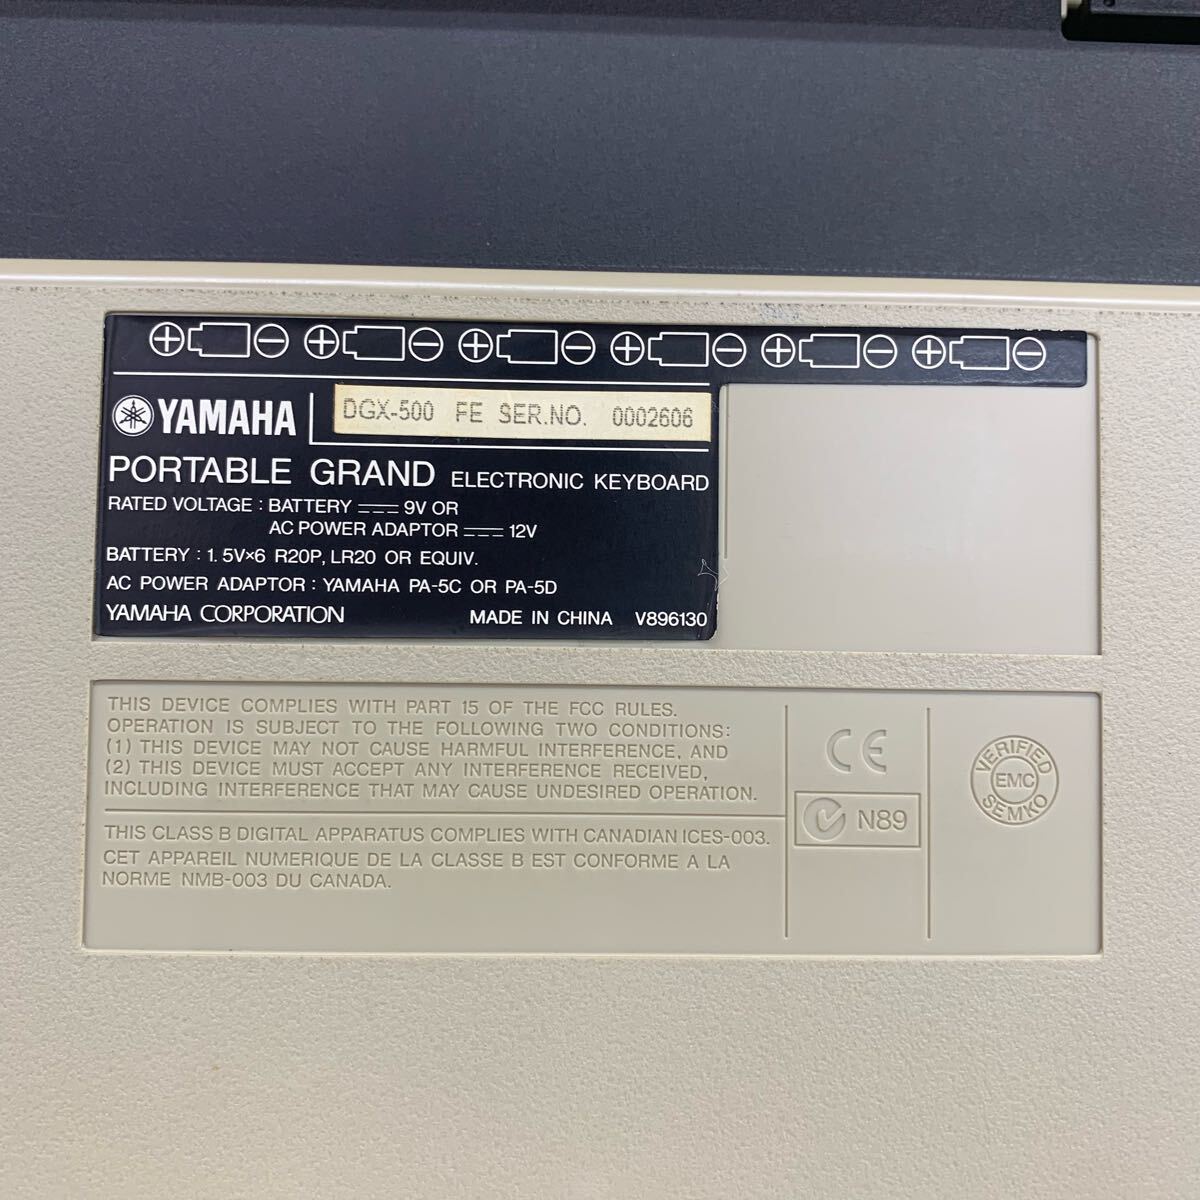 YAMAHA DGX-500 FE SER.NO. 0002606
PORTABLE GRAND ELECTRONIC KEYBOARD
RATED VOLTAGE : BATTERY ⎓ 9V OR
AC POWER ADAPTOR ⎓ 12V
BATTERY : 1.5V×6 R20P, LR20 OR EQUIV.
AC POWER ADAPTOR : YAMAHA PA-5C OR PA-5D
YAMAHA CORPORATION MADE IN CHINA V896130
THIS DEVICE COMPLIES WITH PART 15 OF THE FCC RULES.
OPERATION IS SUBJECT TO THE FOLLOWING TWO CONDITIONS:
(1) THIS DEVICE MAY NOT CAUSE HARMFUL INTERFERENCE, AND
(2) THIS DEVICE MUST ACCEPT ANY INTERFERENCE RECEIVED,
INCLUDING INTERFERENCE THAT MAY CAUSE UNDESIRED OPERATION.
THIS CLASS B DIGITAL APPARATUS COMPLIES WITH CANADIAN ICES-003.
CET APPAREIL NUMERIQUE DE LA CLASSE B EST CONFORME A LA
NORME NMB-003 DU CANADA.
CE
N89
VERIFIED
EMC
SEMKO